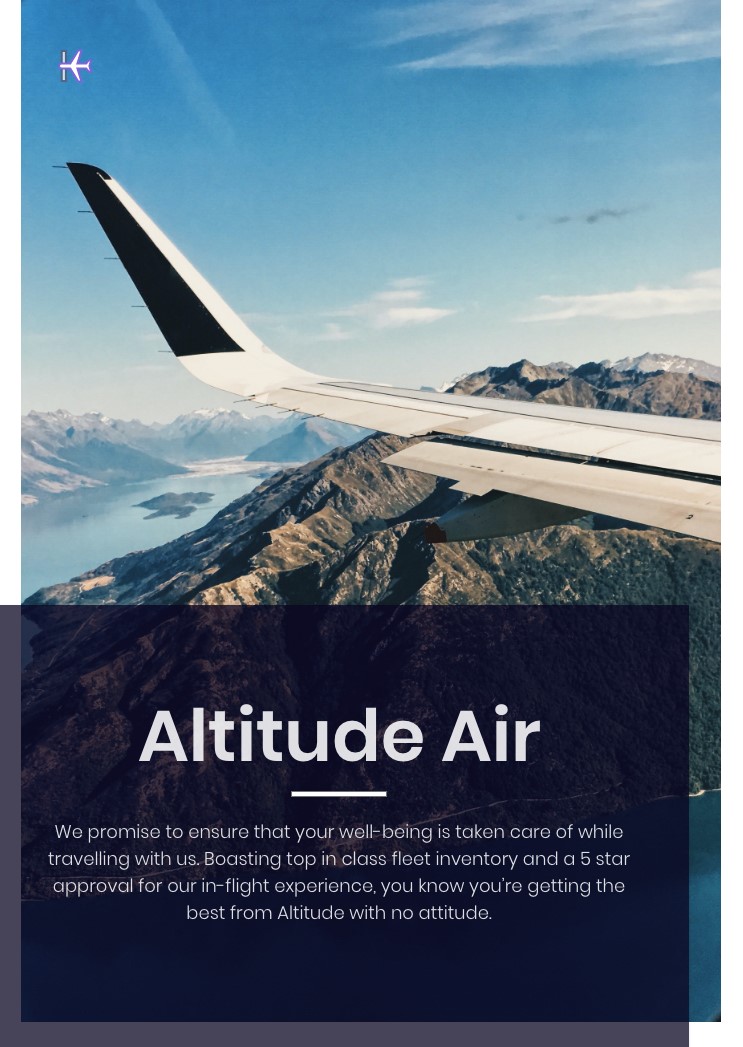 Altitude Air
We promise to ensure that your well-being is taken care of while
travelling with us. Boasting top in class fleet inventory and a 5 star
approval for our in-flight experience, you know you're getting the
best from Altitude with no attitude.